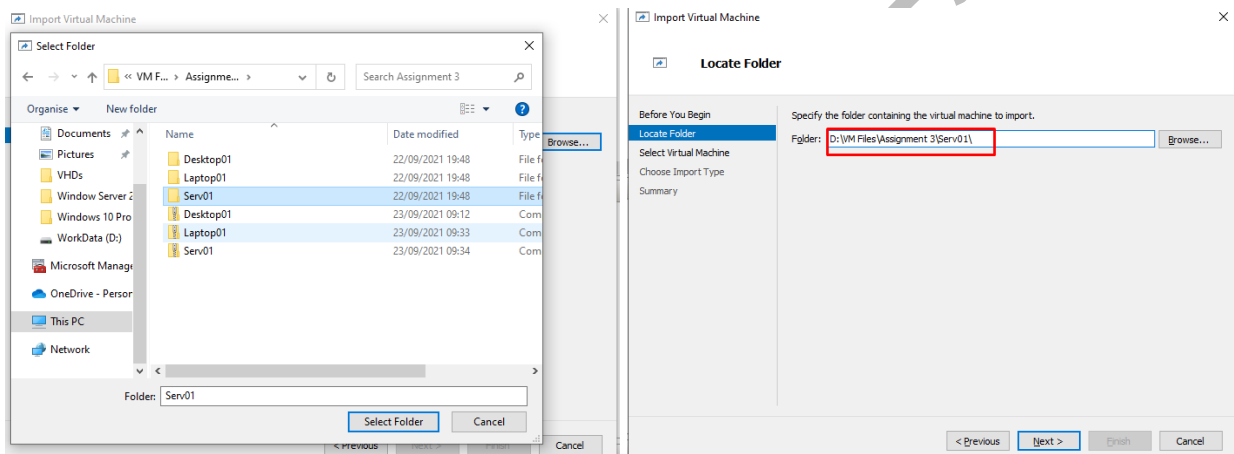 Import Virtual Machine
Select Folder
« VM F... › Assignme... ›
Search Assignment 3
Organise
New folder
Documents
Pictures
VHDs
Window Server 2
Windows 10 Pro
WorkData (D:)
Microsoft Manage
OneDrive - Person
This PC
Network
Name Date modified Type
Desktop01 22/09/2021 19:48 File f
Laptop01 22/09/2021 19:48 File f
Serv01 22/09/2021 19:48 File f
Desktop01 23/09/2021 09:12 Com
Laptop01 23/09/2021 09:33 Com
Serv01 23/09/2021 09:34 Com
Browse...
Folder: Serv01
Select Folder Cancel
< Previous Next > Finish Cancel
Import Virtual Machine
Locate Folder
Before You Begin
Locate Folder
Select Virtual Machine
Choose Import Type
Summary
Specify the folder containing the virtual machine to import.
Folder: D:\VM Files\Assignment 3\Serv01\ Browse...
< Previous Next > Finish Cancel